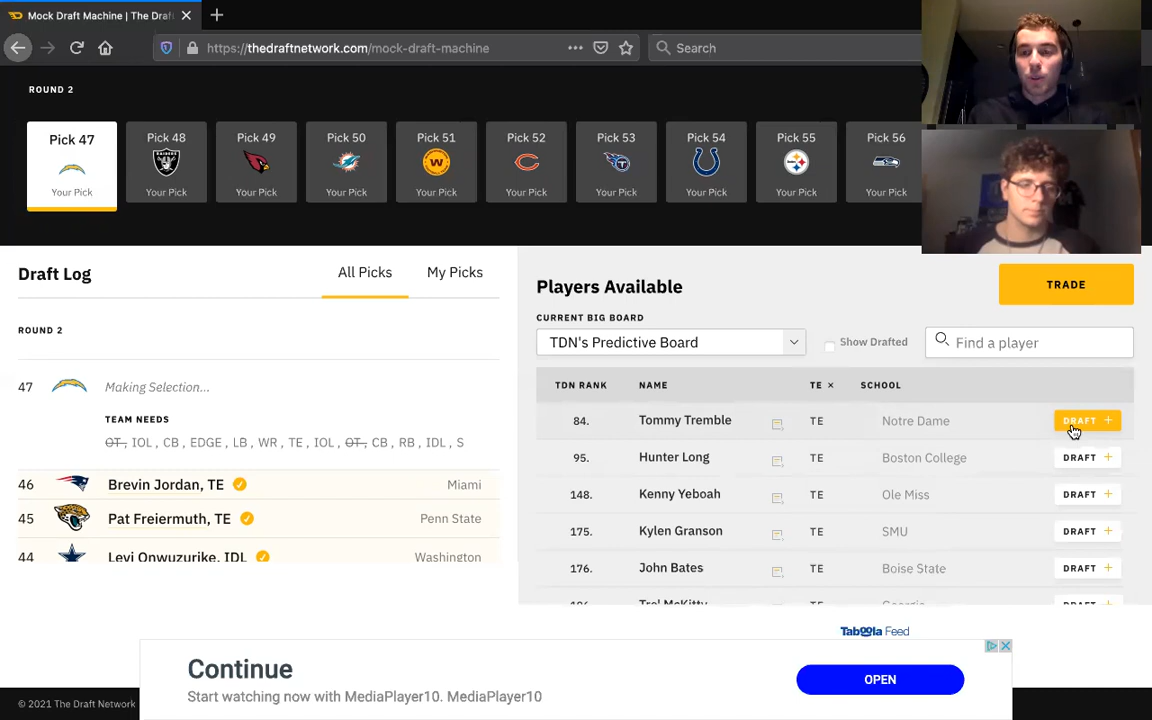 Mock Draft Machine | The Draft
https://thedraftnetwork.com/mock-draft-machine
Search
ROUND 2
Pick 47
Your Pick
Pick 48
Your Pick
Pick 49
Your Pick
Pick 50
Your Pick
Pick 51
Your Pick
Pick 52
Your Pick
Pick 53
Your Pick
Pick 54
Your Pick
Pick 55
Your Pick
Pick 56
Your Pick
Draft Log
All Picks
My Picks
ROUND 2
47 Making Selection...
TEAM NEEDS
OT , IOL , CB , EDGE , LB , WR , TE , IOL , OT , CB , RB , IDL , S
46 Brevin Jordan, TE Miami
45 Pat Freiermuth, TE Penn State
44 Levi Onwuzurike, IDL Washington
Players Available
TRADE
CURRENT BIG BOARD
TDN's Predictive Board
Show Drafted
Find a player
TDN RANK NAME TE × SCHOOL
84. Tommy Tremble TE Notre Dame DRAFT +
95. Hunter Long TE Boston College DRAFT +
148. Kenny Yeboah TE Ole Miss DRAFT +
175. Kylen Granson TE SMU DRAFT +
176. John Bates TE Boise State DRAFT +
Tre' McKitty TE Georgia DRAFT +
Taboola Feed
Continue
Start watching now with MediaPlayer10. MediaPlayer10
OPEN
© 2021 The Draft Network